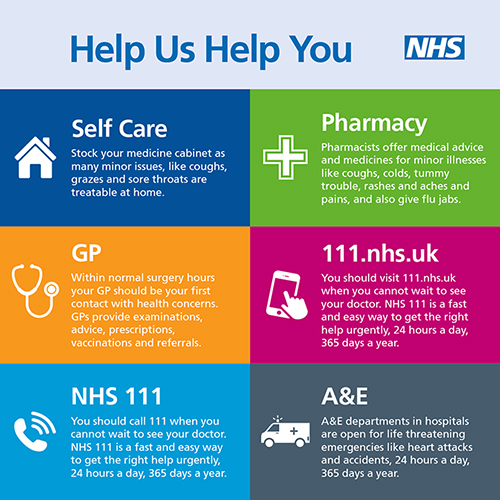 Help Us Help You
NHS
Self Care
Stock your medicine cabinet as
many minor issues, like coughs,
grazes and sore throats are
treatable at home.
Pharmacy
Pharmacists offer medical advice
and medicines for minor illnesses
like coughs, colds, tummy
trouble, rashes and aches and
pains, and also give flu jabs.
GP
Within normal surgery hours
your GP should be your first
contact with health concerns.
GPs provide examinations,
advice, prescriptions,
vaccinations and referrals.
111.nhs.uk
You should visit 111.nhs.uk
when you cannot wait to see
your doctor. NHS 111 is a fast
and easy way to get the right
help urgently, 24 hours a day,
365 days a year.
NHS 111
You should call 111 when you
cannot wait to see your doctor.
NHS 111 is a fast and easy way
to get the right help urgently,
24 hours a day, 365 days a year.
A&E
A&E departments in hospitals
are open for life threatening
emergencies like heart attacks
and accidents, 24 hours a day,
365 days a year.